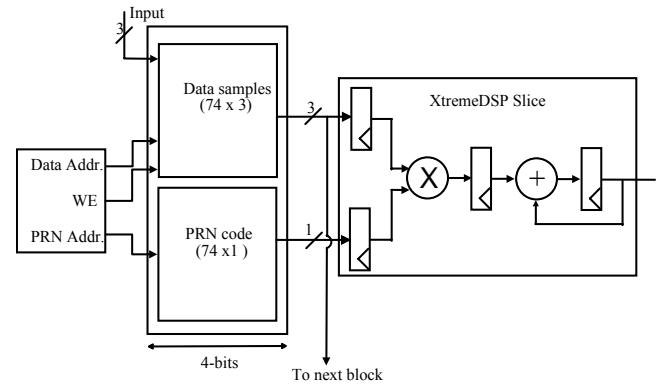 Input
3
Data samples
(74 x 3)
3
XtremeDSP Slice
Data Addr.
WE
PRN Addr.
X
+
PRN code
(74 x1 )
1
4-bits
To next block